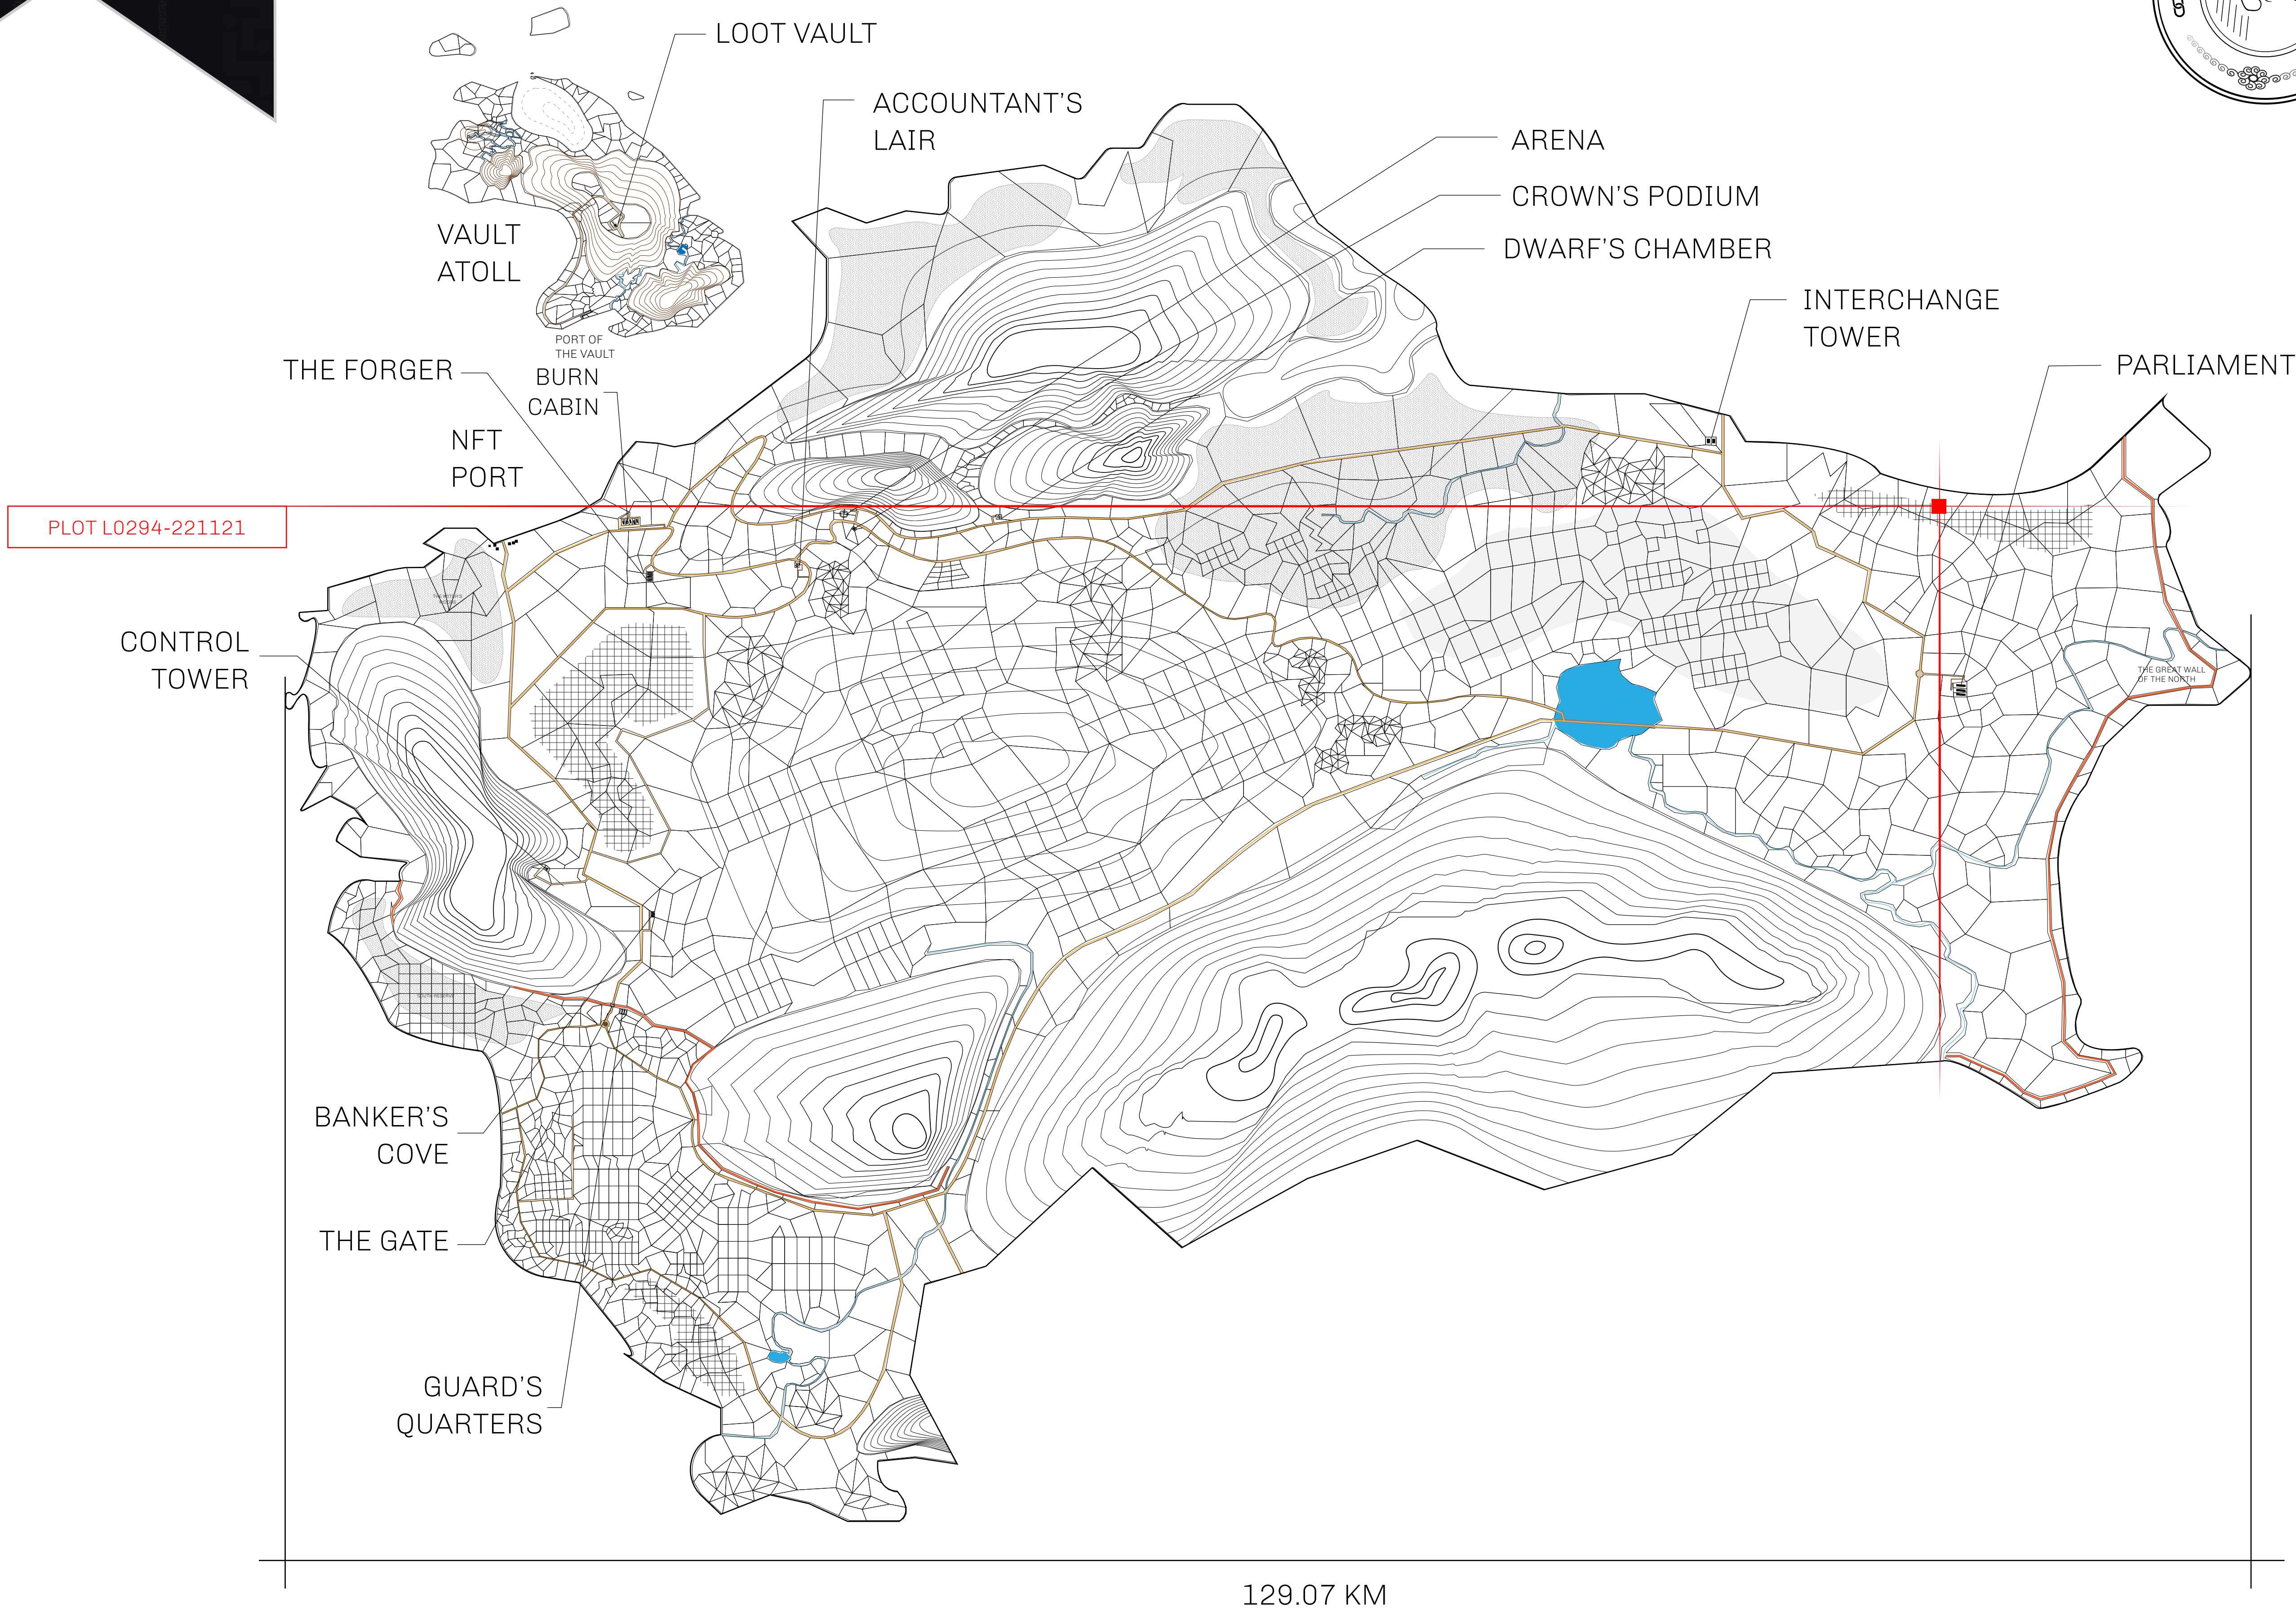 LOOT VAULT
ACCOUNTANT'S
LAIR
ARENA
CROWN'S PODIUM
DWARF'S CHAMBER
VAULT
ATOLL
INTERCHANGE
TOWER
PORT OF
THE VAULT
PARLIAMENT
THE FORGER
BURN
CABIN
NFT
PORT
PLOT L0294-221121
CONTROL
TOWER
THE GREAT WALL
OF THE NORTH
SOUTH RESERVE
BANKER'S
COVE
THE GATE
GUARD'S
QUARTERS
129.07 KM